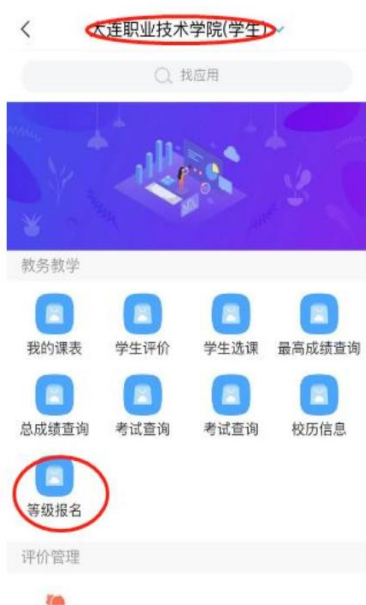 大连职业技术学院(学生)
找应用
教务教学
我的课表 学生评价 学生选课 最高成绩查询
总成绩查询 考试查询 考试查询 校历信息
等级报名
评价管理